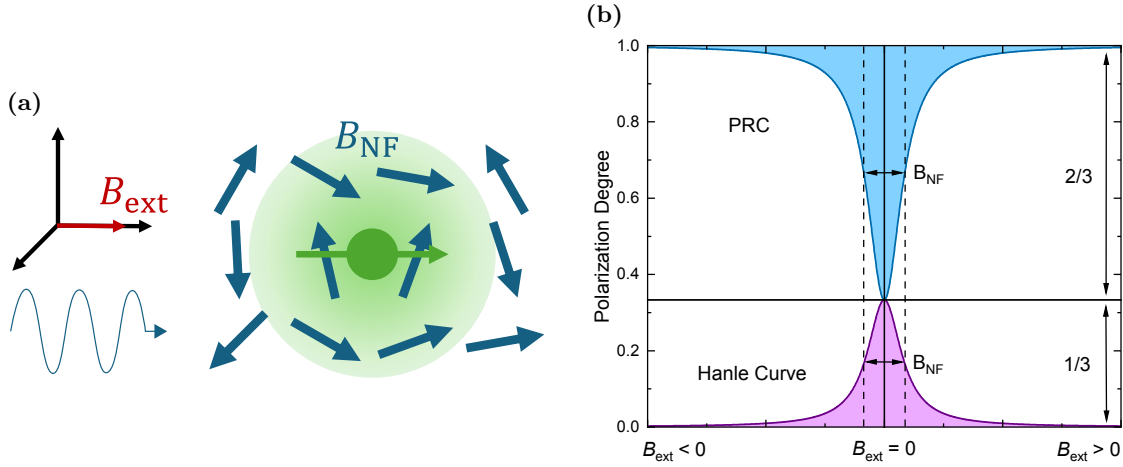 (a)
B_ext
B_NF
(b)
Polarization Degree
1.0
0.8
0.6
0.4
0.2
0.0
PRC
B_NF
2/3
Hanle Curve
B_NF
1/3
B_ext < 0
B_ext = 0
B_ext > 0